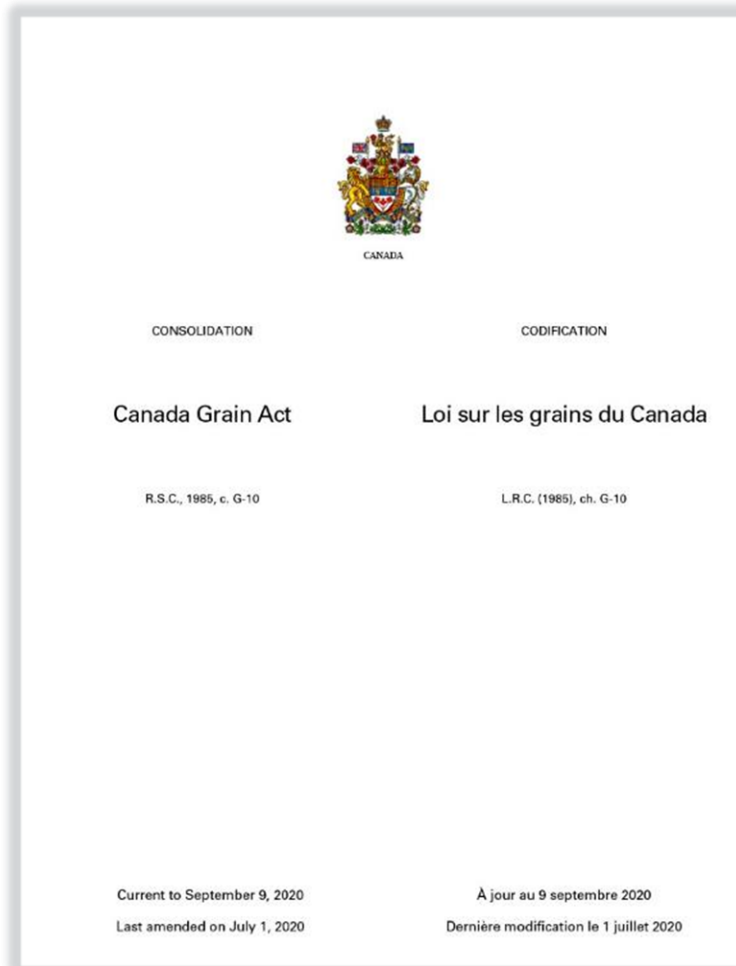 CANADA
CONSOLIDATION
CODIFICATION
Canada Grain Act
Loi sur les grains du Canada
R.S.C., 1985, c. G-10
L.R.C. (1985), ch. G-10
Current to September 9, 2020
À jour au 9 septembre 2020
Last amended on July 1, 2020
Dernière modification le 1 juillet 2020